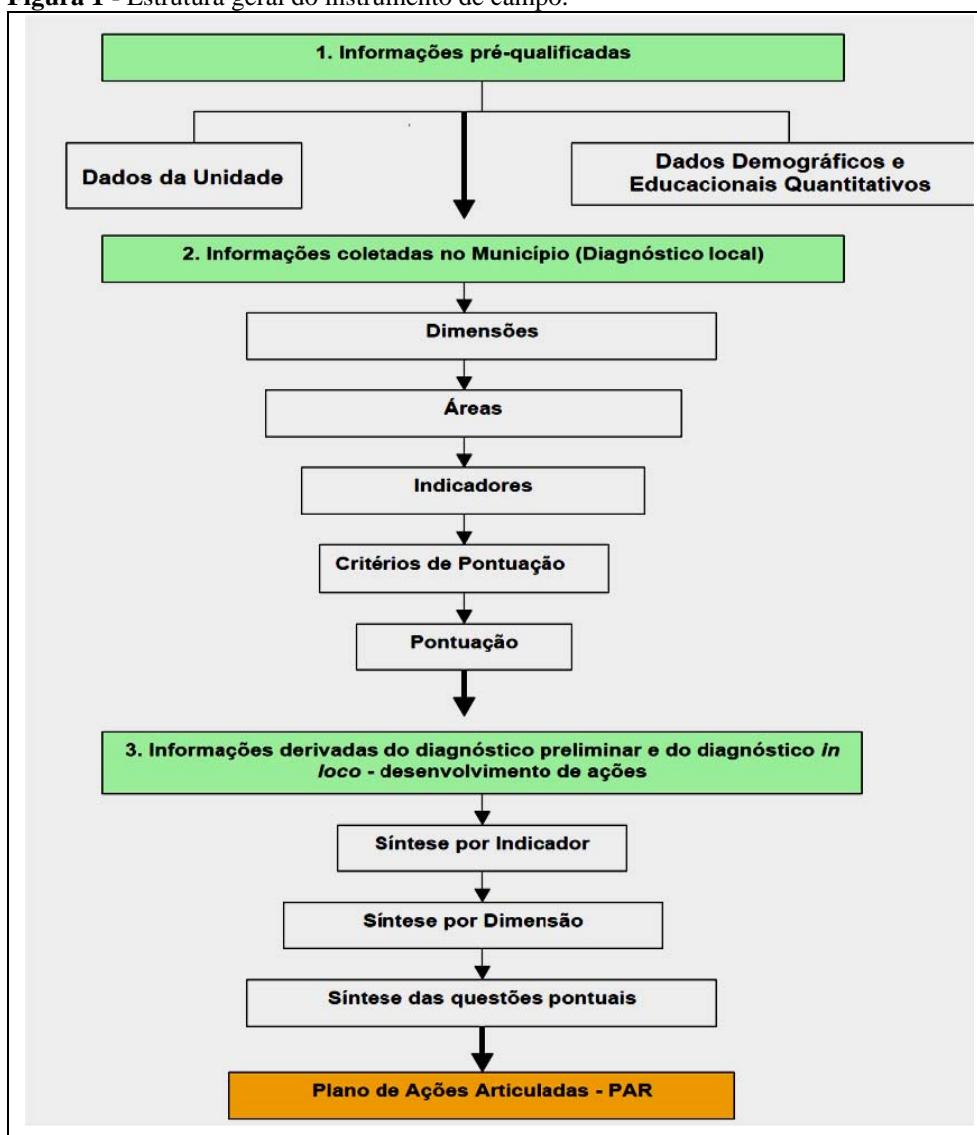 Figura 1 - Estrutura geral do instrumento de campo.
1. Informações pré-qualificadas
Dados da Unidade
Dados Demográficos e
Educacionais Quantitativos
2. Informações coletadas no Município (Diagnóstico local)
Dimensões
Áreas
Indicadores
Critérios de Pontuação
Pontuação
3. Informações derivadas do diagnóstico preliminar e do diagnóstico in
loco - desenvolvimento de ações
Síntese por Indicador
Síntese por Dimensão
Síntese das questões pontuais
Plano de Ações Articuladas - PAR